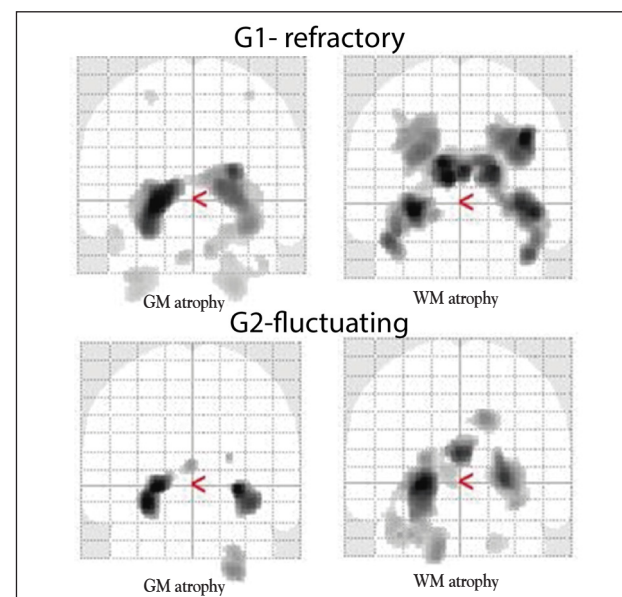 G1- refractory
GM atrophy
WM atrophy
G2-fluctuating
GM atrophy
WM atrophy